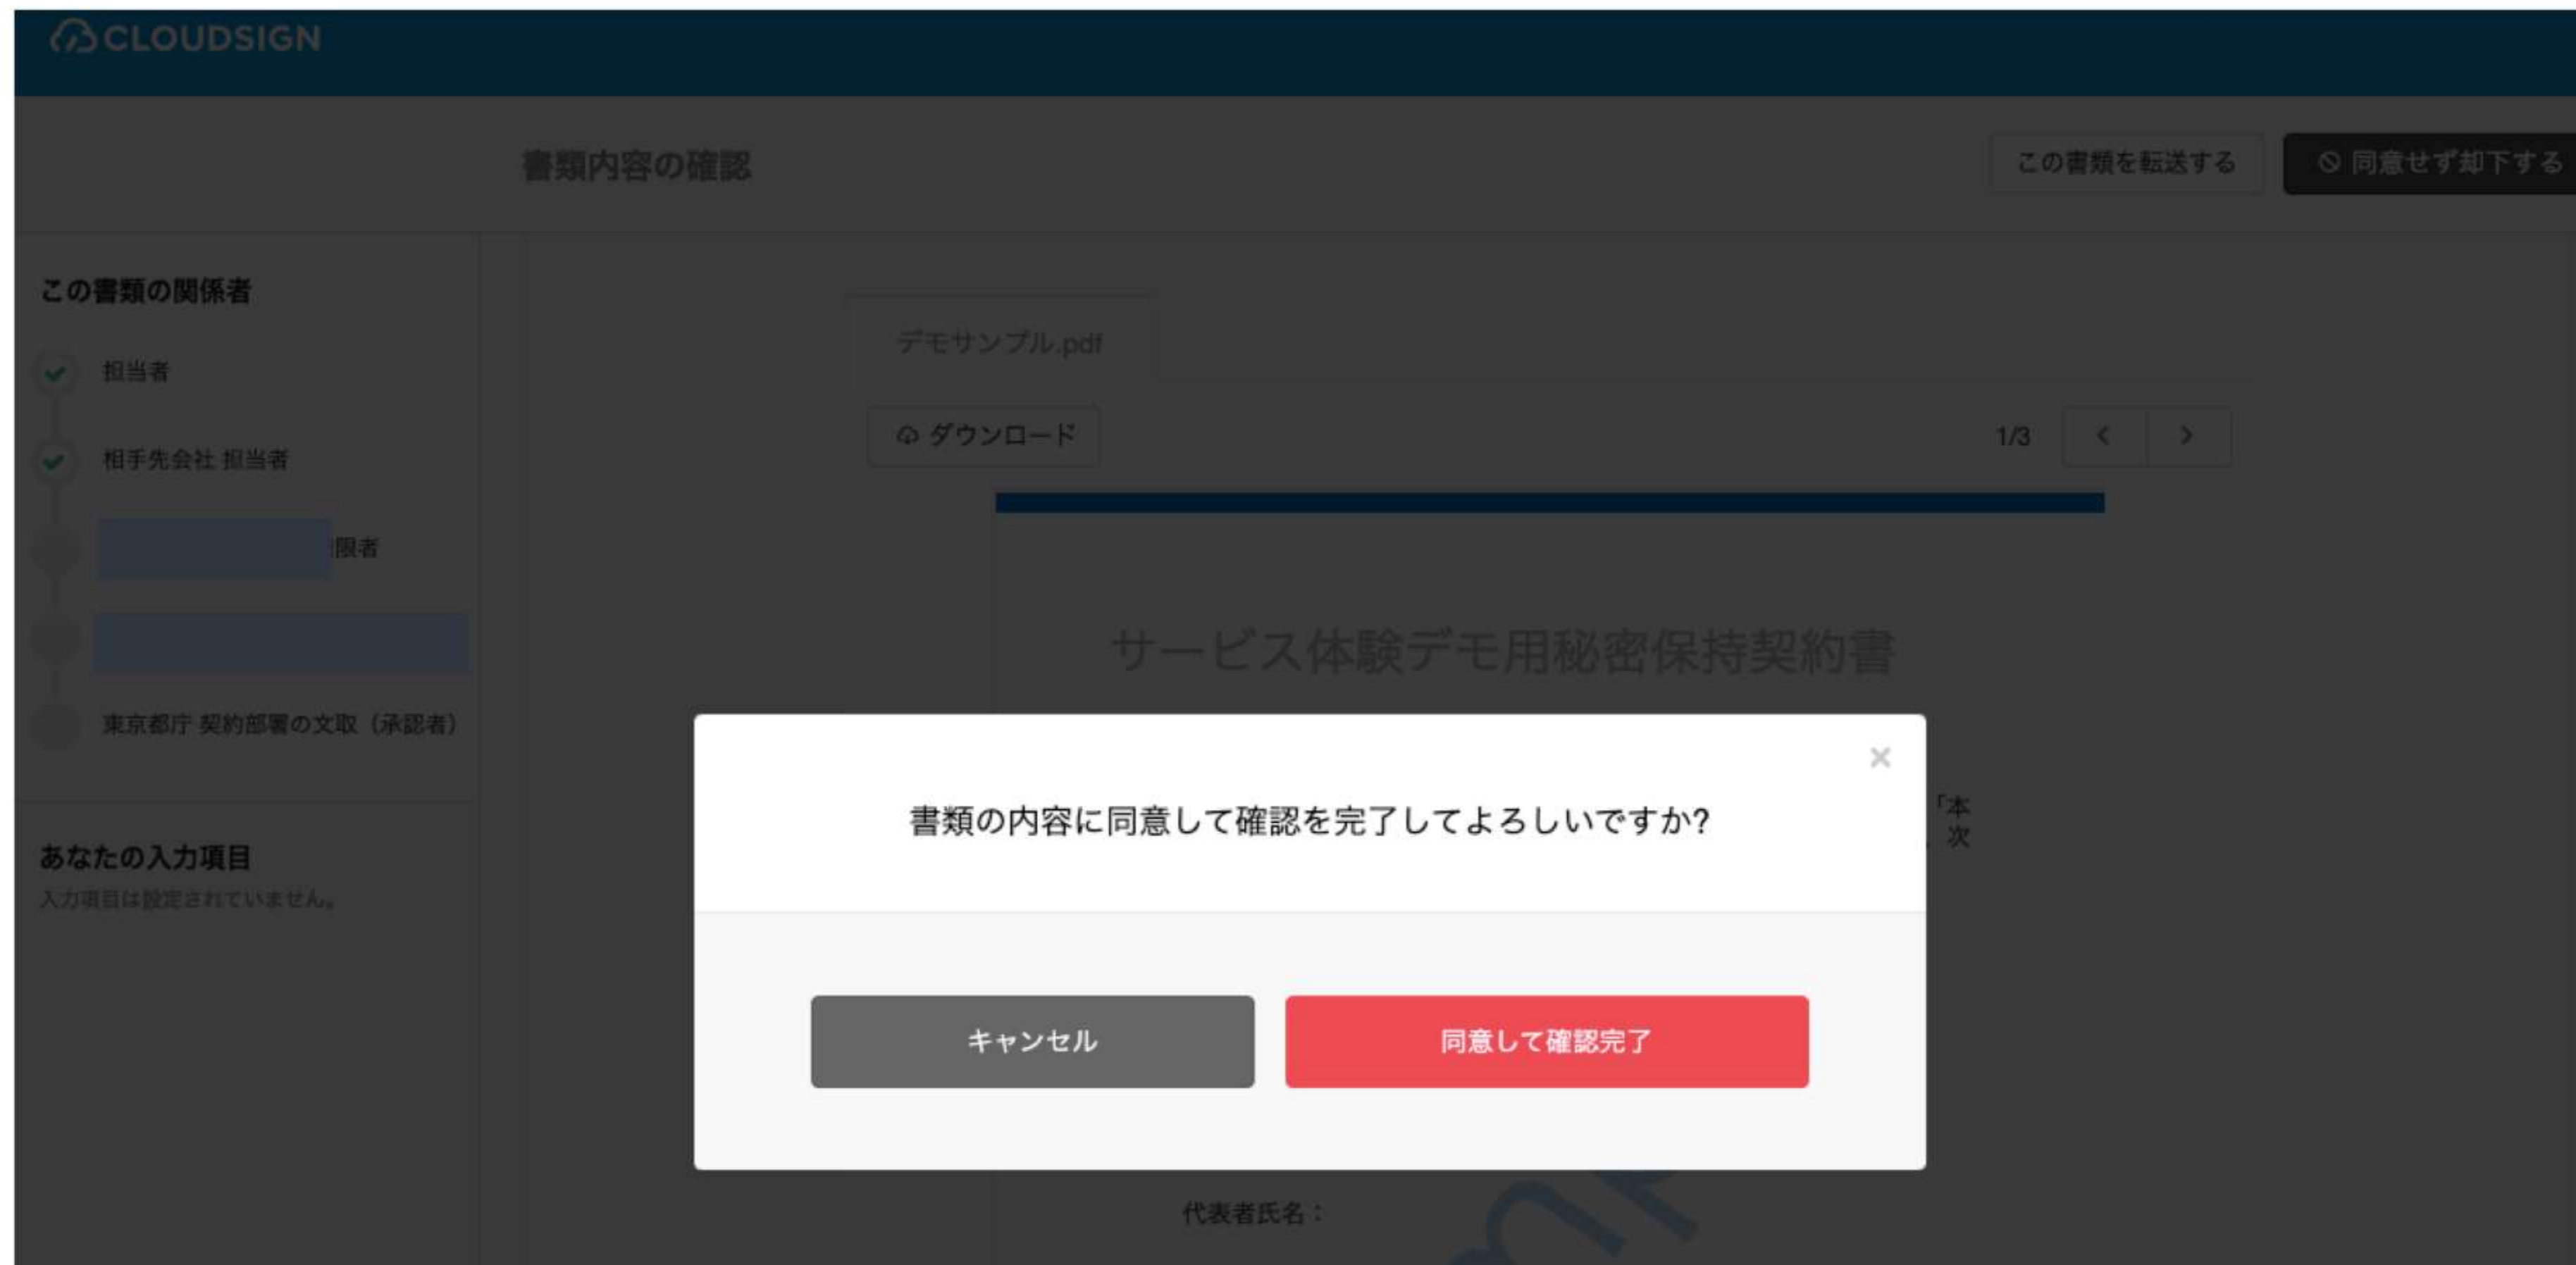 CLOUDSIGN
書類内容の確認
この書類を転送する
同意せず却下する
この書類の関係者
担当者
相手先会社 担当者
限者
東京都庁 契約部署の文取（承認者）
あなたの入力項目
入力項目は設定されていません。
デモサンプル.pdf
ダウンロード
1/3
サービス体験デモ用秘密保持契約書
「本
次
書類の内容に同意して確認を完了してよろしいですか?
キャンセル
同意して確認完了
代表者氏名：